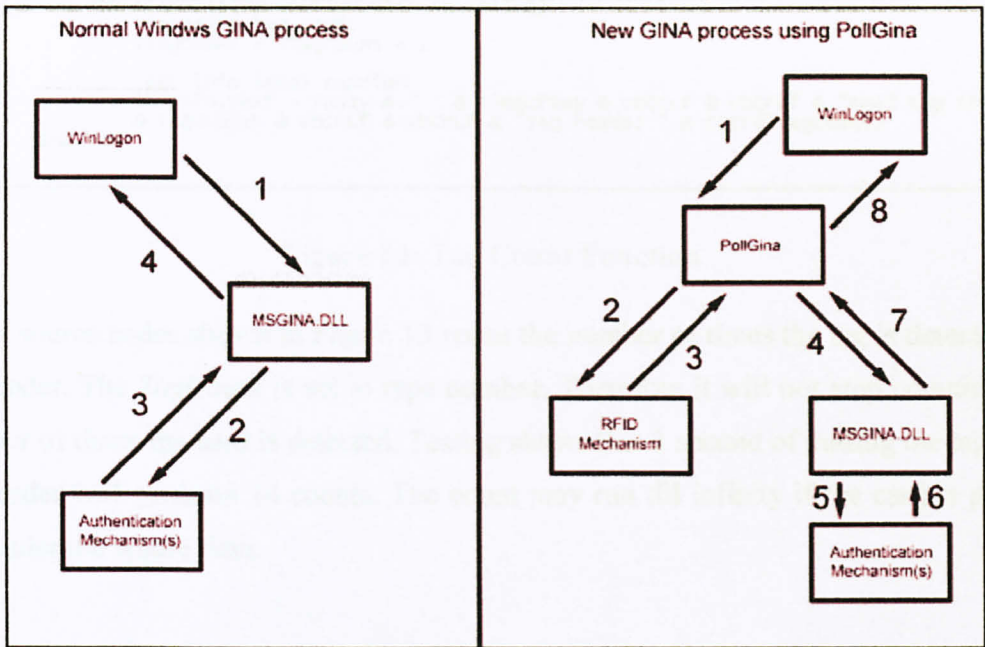 Normal Windws GINA process
WinLogon
1
4
MSGINA.DLL
3
2
Authentication
Mechanism(s)
New GINA process using PollGina
WinLogon
1
8
PollGina
2
3
4
7
RFID
Mechanism
MSGINA.DLL
5
6
Authentication
Mechanism(s)